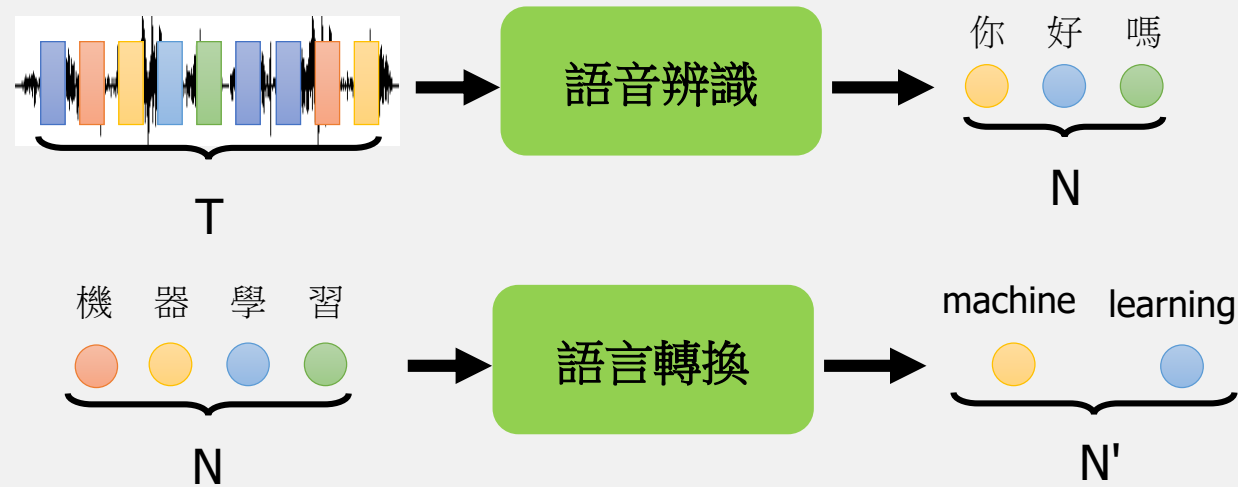 你 好 嗎
語音辨識
N
T
機 器 學 習
machine learning
語言轉換
N
N'